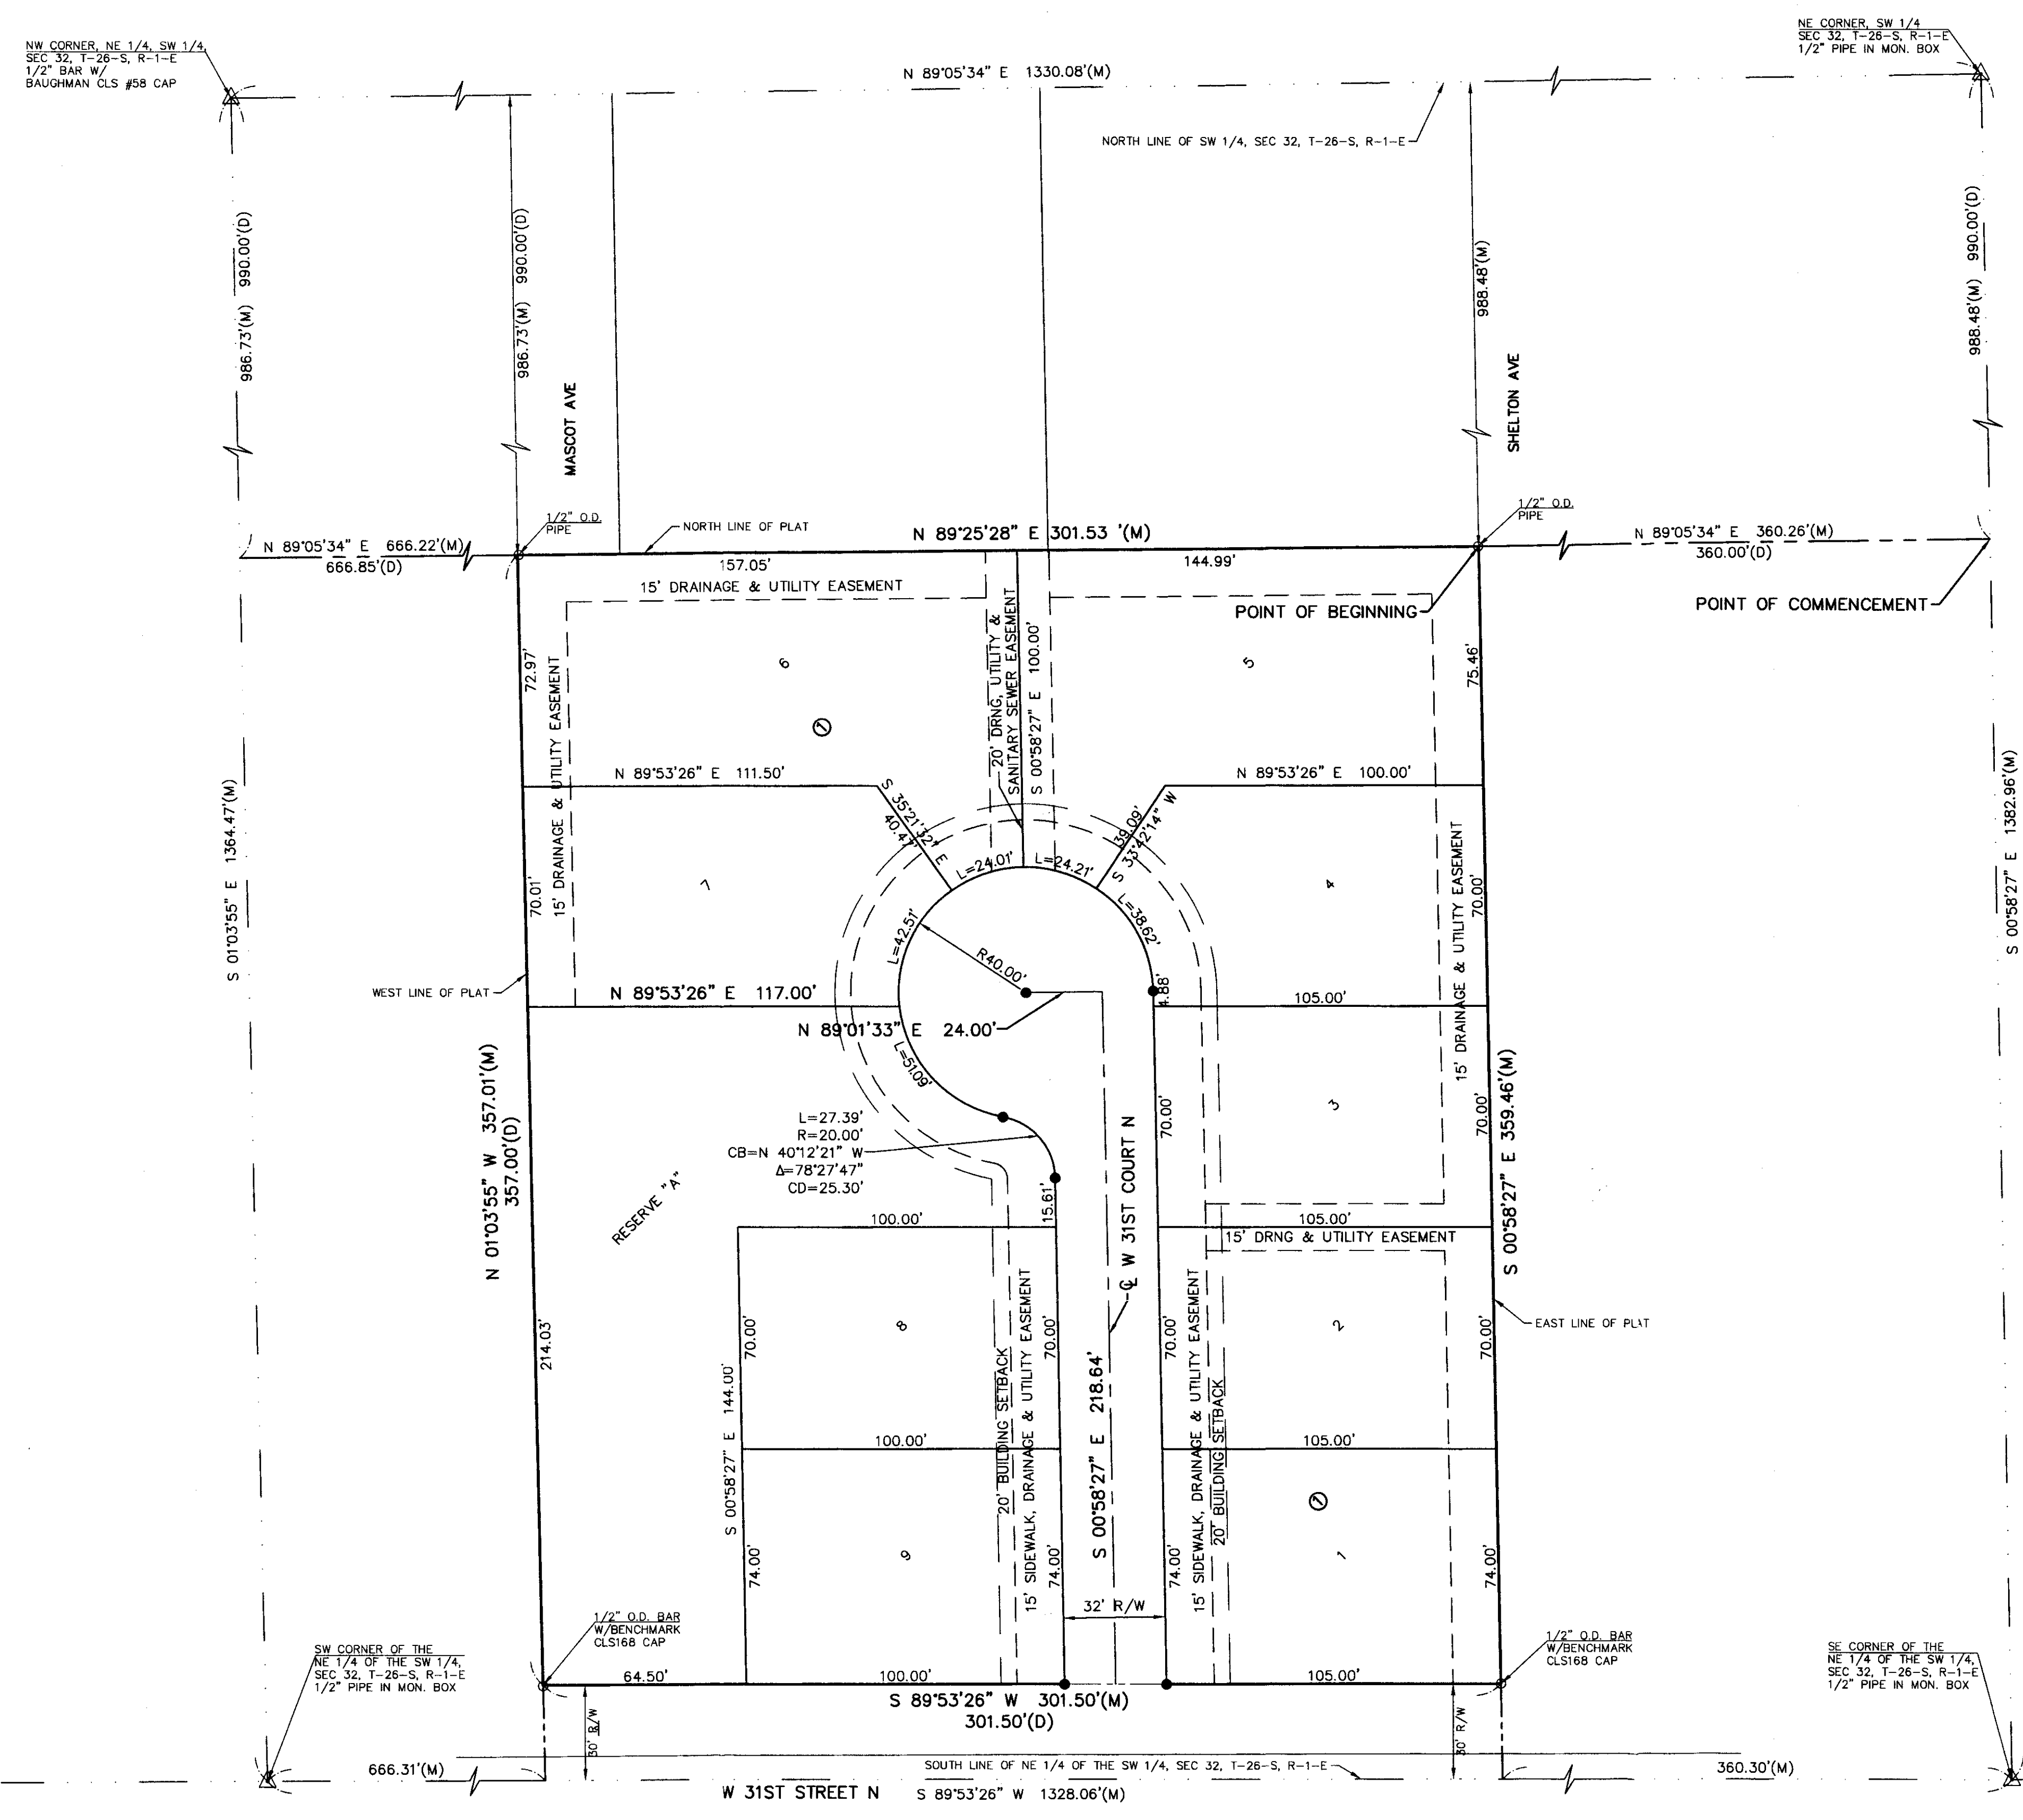 NW CORNER, NE 1/4, SW 1/4,
SEC 32, T-26-S, R-1-E
1/2" BAR W/
BAUGHMAN CLS #58 CAP
N 89°05'34" E 1330.08'(M)
NE CORNER, SW 1/4
SEC 32, T-26-S, R-1-E
1/2" PIPE IN MON. BOX
NORTH LINE OF SW 1/4, SEC 32, T-26-S, R-1-E
986.73'(M) 990.00'(D)
986.73'(M) 990.00'(D)
MASCOT AVE
988.48'(M)
SHELTON AVE
988.48'(M) 990.00'(D)
1/2" O.D.
PIPE
NORTH LINE OF PLAT
N 89°25'28" E 301.53 '(M)
1/2" O.D.
PIPE
N 89°05'34" E 666.22'(M)
666.85'(D)
N 89°05'34" E 360.26'(M)
360.00'(D)
157.05'
144.99'
15' DRAINAGE & UTILITY EASEMENT
POINT OF BEGINNING
POINT OF COMMENCEMENT
72.97'
15' DRAINAGE & UTILITY EASEMENT
6
1
20' DRNG, UTILITY &
SANITARY SEWER EASEMENT
S 00°58'27" E 100.00'
5
75.46'
N 89°53'26" E 111.50'
N 89°53'26" E 100.00'
S 35°21'32" E
40.47'
39.09'
S 33°42'14" W
L=24.01'
L=24.21'
S 01°03'55" E 1364.47'(M)
70.01'
7
L=42.51'
R40.00'
L=38.62'
4
15' DRAINAGE & UTILITY EASEMENT
70.00'
S 00°58'27" E 1382.96'(M)
WEST LINE OF PLAT
N 89°53'26" E 117.00'
4.88'
105.00'
N 89°01'33" E 24.00'
L=51.09'
N 01°03'55" W 357.01'(M)
357.00'(D)
L=27.39'
R=20.00'
CB=N 40°12'21" W
Δ=78°27'47"
CD=25.30'
RESERVE "A"
15.61'
℄ W 31ST COURT N
70.00'
3
70.00'
S 00°58'27" E 359.46'(M)
100.00'
105.00'
15' DRNG & UTILITY EASEMENT
214.03'
S 00°58'27" E 144.00'
70.00'
8
20' BUILDING SETBACK
15' SIDEWALK, DRAINAGE & UTILITY EASEMENT
70.00'
S 00°58'27" E 218.64'
70.00'
15' SIDEWALK, DRAINAGE & UTILITY EASEMENT
20' BUILDING SETBACK
2
70.00'
EAST LINE OF PLAT
100.00'
105.00'
1
74.00'
9
74.00'
74.00'
1
74.00'
32' R/W
1/2" O.D. BAR
W/BENCHMARK
CLS168 CAP
1/2" O.D. BAR
W/BENCHMARK
CLS168 CAP
SW CORNER OF THE
NE 1/4 OF THE SW 1/4,
SEC 32, T-26-S, R-1-E
1/2" PIPE IN MON. BOX
SE CORNER OF THE
NE 1/4 OF THE SW 1/4,
SEC 32, T-26-S, R-1-E
1/2" PIPE IN MON. BOX
64.50'
100.00'
105.00'
S 89°53'26" W 301.50'(M)
301.50'(D)
30' R/W
30' R/W
666.31'(M)
SOUTH LINE OF NE 1/4 OF THE SW 1/4, SEC 32, T-26-S, R-1-E
360.30'(M)
W 31ST STREET N
S 89°53'26" W 1328.06'(M)